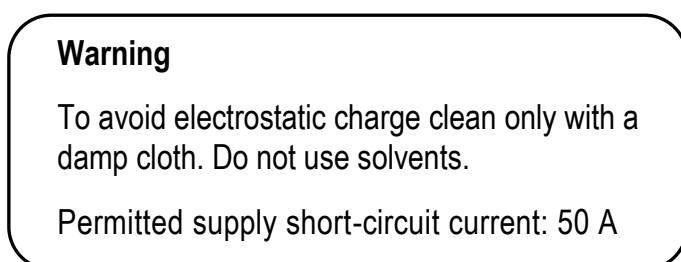 Warning
To avoid electrostatic charge clean only with a
damp cloth. Do not use solvents.
Permitted supply short-circuit current: 50 A